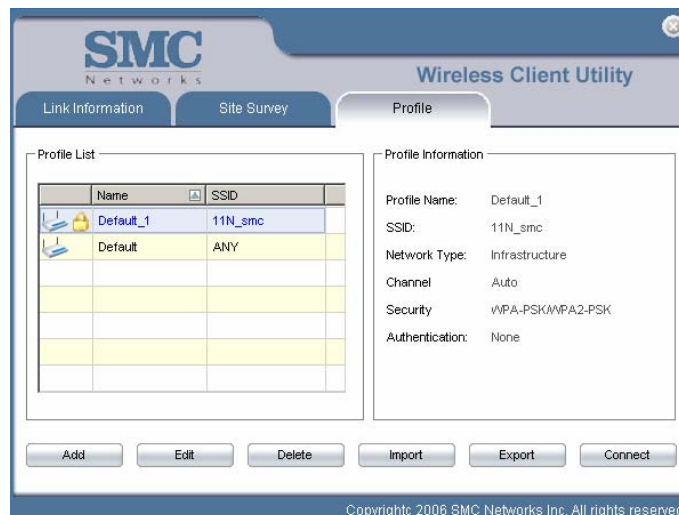 SMC
Networks
Wireless Client Utility
Link Information
Site Survey
Profile
Profile List
Name SSID
Default_1 11N_smc
Default ANY
Profile Information
Profile Name: Default_1
SSID: 11N_smc
Network Type: Infrastructure
Channel Auto
Security WPA-PSK/WPA2-PSK
Authentication: None
Add Edit Delete Import Export Connect
Copyrightc 2006 SMC Networks Inc. All rights reserved